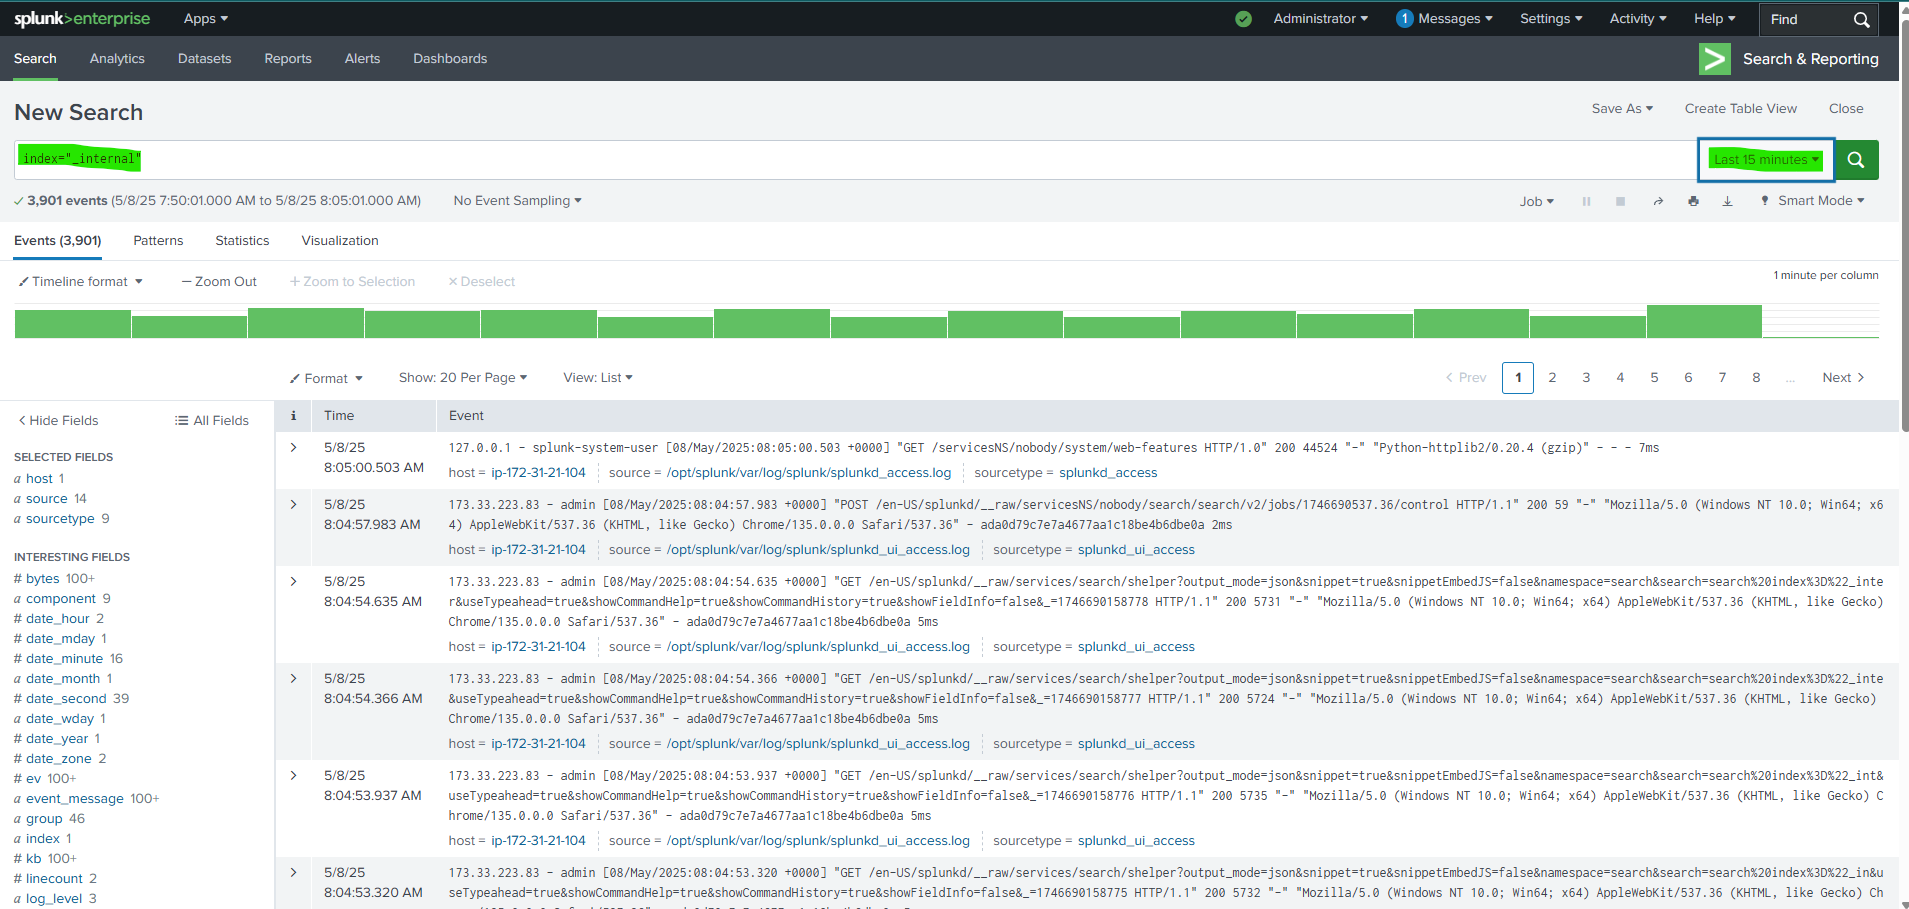 splunk>enterprise Apps Administrator 1 Messages Settings Activity Help Find
Search Analytics Datasets Reports Alerts Dashboards > Search & Reporting
New Search Save As Create Table View Close
index="_internal" Last 15 minutes
✓ 3,901 events (5/8/25 7:50:01.000 AM to 5/8/25 8:05:01.000 AM) No Event Sampling Job Smart Mode
Events (3,901) Patterns Statistics Visualization
Timeline format — Zoom Out + Zoom to Selection × Deselect 1 minute per column
Format Show: 20 Per Page View: List < Prev 1 2 3 4 5 6 7 8 ... Next >
< Hide Fields All Fields
SELECTED FIELDS
a host 1
a source 14
a sourcetype 9
INTERESTING FIELDS
# bytes 100+
a component 9
# date_hour 2
# date_mday 1
# date_minute 16
a date_month 1
# date_second 39
a date_wday 1
# date_year 1
# date_zone 2
# ev 100+
a event_message 100+
a group 46
a index 1
# kb 100+
# linecount 2
a log_level 3
i Time Event
> 5/8/25 127.0.0.1 - splunk-system-user [08/May/2025:08:05:00.503 +0000] "GET /servicesNS/nobody/system/web-features HTTP/1.0" 200 44524 "-" "Python-httplib2/0.20.4 (gzip)" - - - 7ms
8:05:00.503 AM host = ip-172-31-21-104 source = /opt/splunk/var/log/splunk/splunkd_access.log sourcetype = splunkd_access
> 5/8/25 173.33.223.83 - admin [08/May/2025:08:04:57.983 +0000] "POST /en-US/splunkd/__raw/servicesNS/nobody/search/search/v2/jobs/1746690537.36/control HTTP/1.1" 200 59 "-" "Mozilla/5.0 (Windows NT 10.0; Win64; x6
8:04:57.983 AM 4) AppleWebKit/537.36 (KHTML, like Gecko) Chrome/135.0.0.0 Safari/537.36" - ada0d79c7e7a4677aa1c18be4b6dbe0a 2ms
host = ip-172-31-21-104 source = /opt/splunk/var/log/splunk/splunkd_ui_access.log sourcetype = splunkd_ui_access
> 5/8/25 173.33.223.83 - admin [08/May/2025:08:04:54.635 +0000] "GET /en-US/splunkd/__raw/services/search/shelper?output_mode=json&snippet=true&snippetEmbedJS=false&namespace=search&search=search%20index%3D%22_inter
8:04:54.635 AM er&useTypeahead=true&showCommandHelp=true&showCommandHistory=true&showFieldInfo=false&_=1746690158778 HTTP/1.1" 200 5731 "-" "Mozilla/5.0 (Windows NT 10.0; Win64; x64) AppleWebKit/537.36 (KHTML, like Gecko)
Chrome/135.0.0.0 Safari/537.36" - ada0d79c7e7a4677aa1c18be4b6dbe0a 5ms
host = ip-172-31-21-104 source = /opt/splunk/var/log/splunk/splunkd_ui_access.log sourcetype = splunkd_ui_access
> 5/8/25 173.33.223.83 - admin [08/May/2025:08:04:54.366 +0000] "GET /en-US/splunkd/__raw/services/search/shelper?output_mode=json&snippet=true&snippetEmbedJS=false&namespace=search&search=search%20index%3D%22_inte
8:04:54.366 AM &useTypeahead=true&showCommandHelp=true&showCommandHistory=true&showFieldInfo=false&_=1746690158777 HTTP/1.1" 200 5724 "-" "Mozilla/5.0 (Windows NT 10.0; Win64; x64) AppleWebKit/537.36 (KHTML, like Gecko)
Chrome/135.0.0.0 Safari/537.36" - ada0d79c7e7a4677aa1c18be4b6dbe0a 5ms
host = ip-172-31-21-104 source = /opt/splunk/var/log/splunk/splunkd_ui_access.log sourcetype = splunkd_ui_access
> 5/8/25 173.33.223.83 - admin [08/May/2025:08:04:53.937 +0000] "GET /en-US/splunkd/__raw/services/search/shelper?output_mode=json&snippet=true&snippetEmbedJS=false&namespace=search&search=search%20index%3D%22_int&
8:04:53.937 AM useTypeahead=true&showCommandHelp=true&showCommandHistory=true&showFieldInfo=false&_=1746690158776 HTTP/1.1" 200 5735 "-" "Mozilla/5.0 (Windows NT 10.0; Win64; x64) AppleWebKit/537.36 (KHTML, like Gecko) C
hrome/135.0.0.0 Safari/537.36" - ada0d79c7e7a4677aa1c18be4b6dbe0a 5ms
host = ip-172-31-21-104 source = /opt/splunk/var/log/splunk/splunkd_ui_access.log sourcetype = splunkd_ui_access
> 5/8/25 173.33.223.83 - admin [08/May/2025:08:04:53.320 +0000] "GET /en-US/splunkd/__raw/services/search/shelper?output_mode=json&snippet=true&snippetEmbedJS=false&namespace=search&search=search%20index%3D%22_in&u
8:04:53.320 AM seTypeahead=true&showCommandHelp=true&showCommandHistory=true&showFieldInfo=false&_=1746690158775 HTTP/1.1" 200 5732 "-" "Mozilla/5.0 (Windows NT 10.0; Win64; x64) AppleWebKit/537.36 (KHTML, like Gecko) Ch